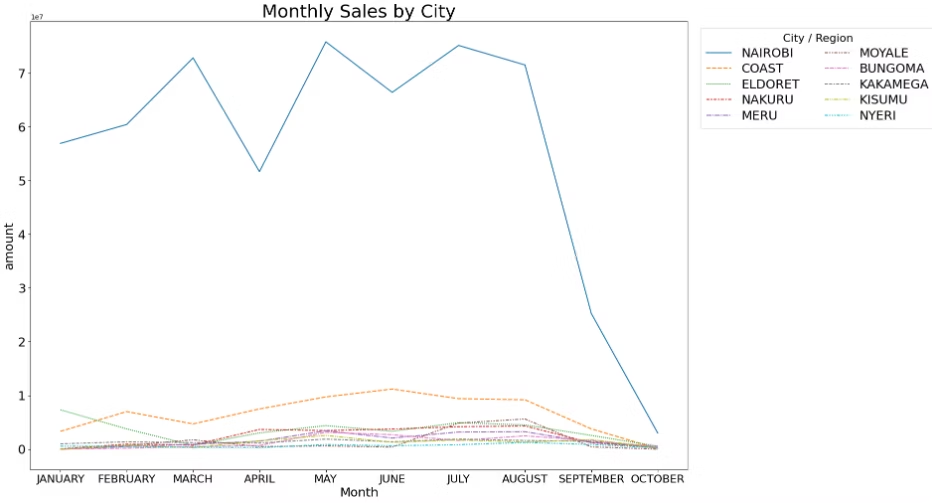 Monthly Sales by City
1e7
7
6
5
4
3
2
1
0
amount
JANUARY FEBRUARY MARCH APRIL MAY JUNE JULY AUGUST SEPTEMBER OCTOBER
Month
City / Region
NAIROBI
COAST
ELDORET
NAKURU
MERU
MOYALE
BUNGOMA
KAKAMEGA
KISUMU
NYERI